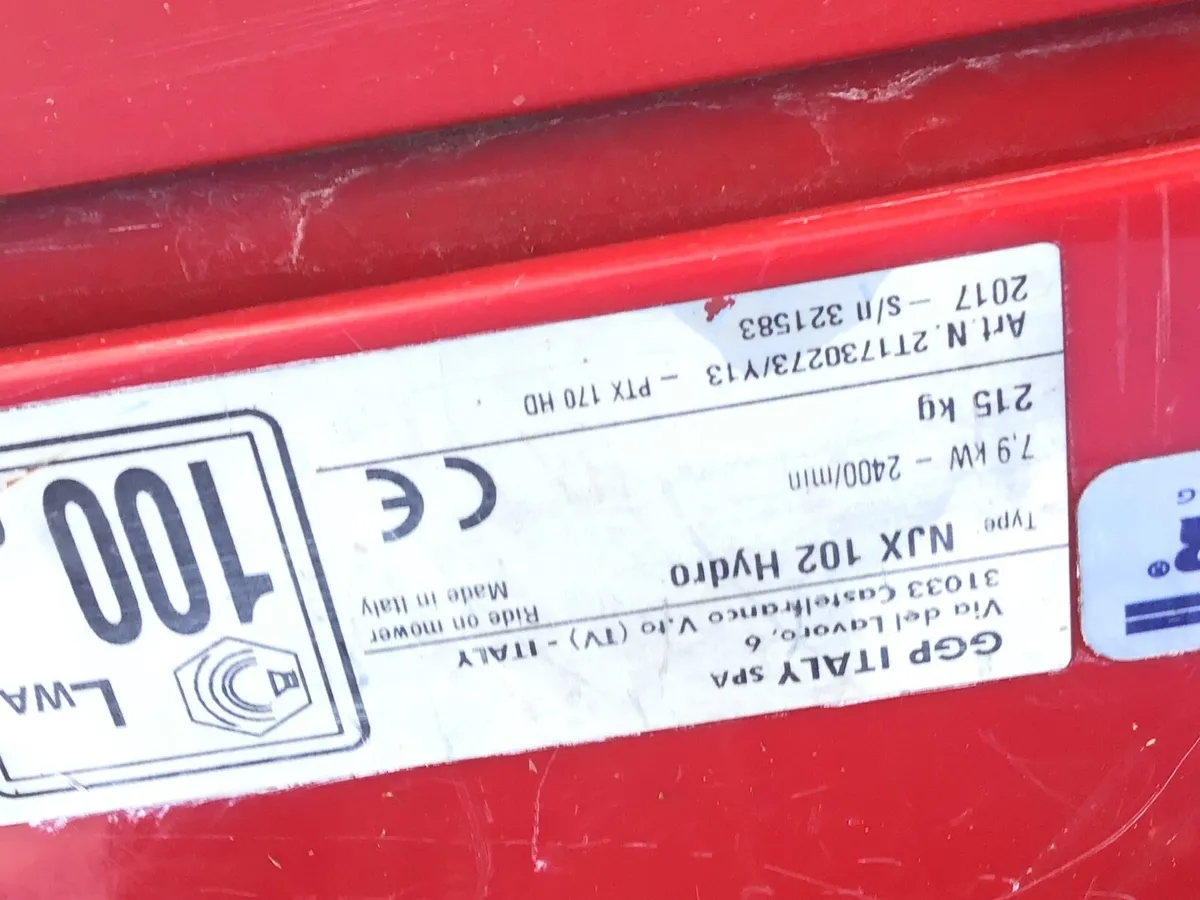 GGP ITALY SPA
Via del Lavoro, 6
31033 Castelfranco V.to (TV) - ITALY
Type NJX 102 Hydro
Ride on mower
Made in Italy
7,9 kW - 2400/min
215 kg
CE
Art.N. 2T1730273/Y13 - PTX 170 HD
2017 - s/n 321583
LWA
100
®
G